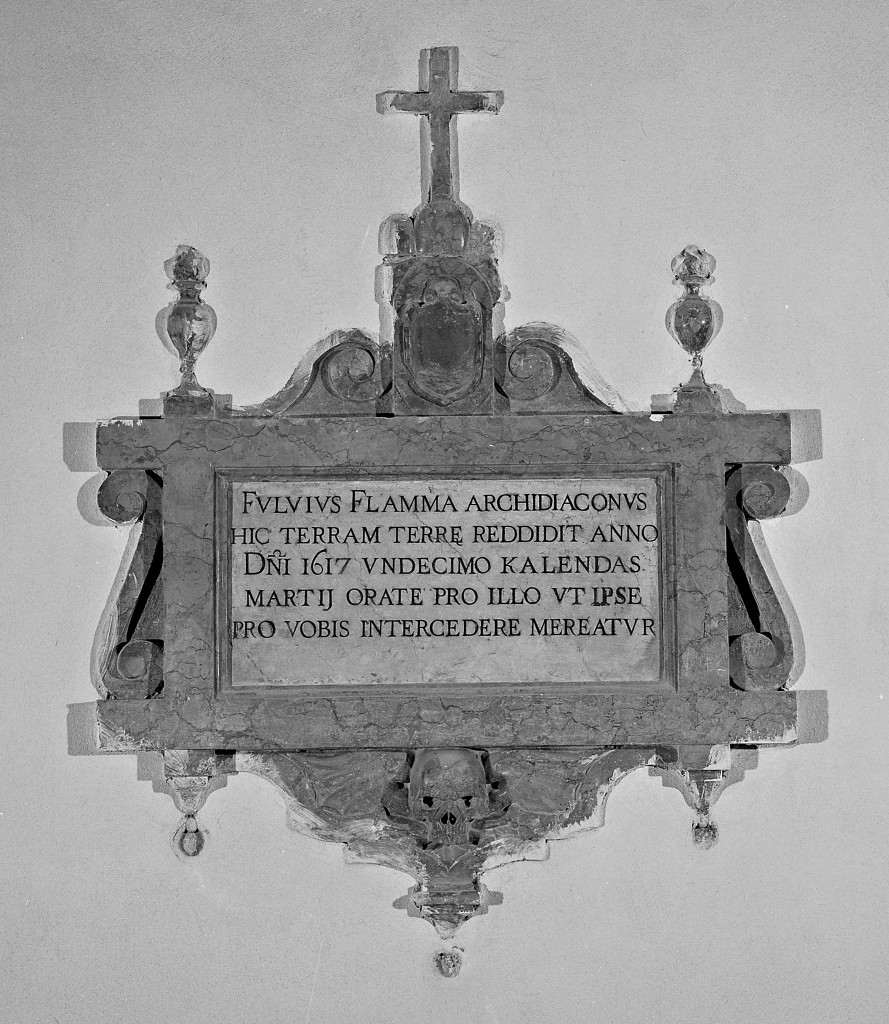 FVLVIVS FLAMMA ARCHIDIACONVS
HIC TERRAM TERRĘ REDDIDIT ANNO
DÑI 1617 VNDECIMO KALENDAS
MARTIJ ORATE PRO ILLO VT IPSE
PRO VOBIS INTERCEDERE MEREATVR